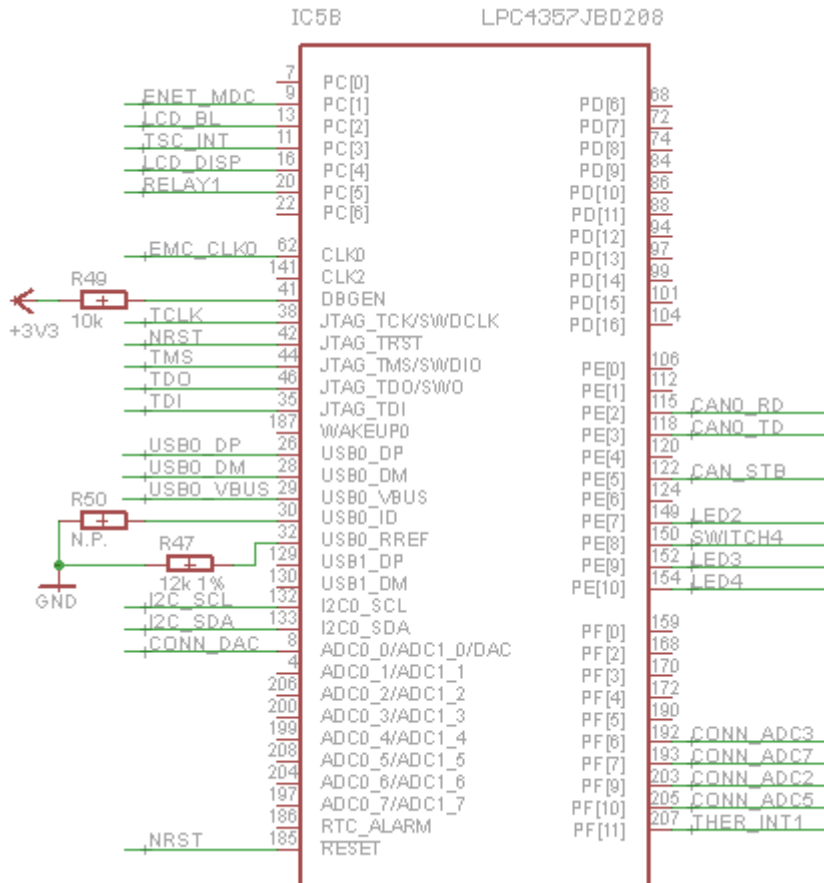 IC5B LPC4357JBD208
7 PC[0]
ENET_MDC 9 PC[1]
LCD_BL 13 PC[2]
TSC_INT 11 PC[3]
LCD_DISP 16 PC[4]
RELAY1 20 PC[5]
22 PC[6]
EMC_CLK0 62 CLK0
141 CLK2
R49 41 DBGEN
+3V3 10k
TCLK 38 JTAG_TCK/SWDCLK
NRST 42 JTAG_TRST
TMS 44 JTAG_TMS/SWDIO
TDO 46 JTAG_TDO/SWO
TDI 35 JTAG_TDI
187 WAKEUP0
USB0_DP 26 USB0_DP
USB0_DM 28 USB0_DM
USB0_VBUS 29 USB0_VBUS
R50 30 USB0_ID
N.P.
32 USB0_RREF
R47 129 USB1_DP
12k 1% 130 USB1_DM
GND
I2C_SCL 132 I2C0_SCL
I2C_SDA 133 I2C0_SDA
CONN_DAC 8 ADC0_0/ADC1_0/DAC
4 ADC0_1/ADC1_1
206 ADC0_2/ADC1_2
200 ADC0_3/ADC1_3
199 ADC0_4/ADC1_4
208 ADC0_5/ADC1_5
204 ADC0_6/ADC1_6
197 ADC0_7/ADC1_7
186 RTC_ALARM
NRST 185 RESET
PD[6] 68
PD[7] 72
PD[8] 74
PD[9] 84
PD[10] 86
PD[11] 88
PD[12] 94
PD[13] 97
PD[14] 99
PD[15] 101
PD[16] 104
PE[0] 106
PE[1] 112
PE[2] 115 CAN0_RD
PE[3] 118 CAN0_TD
PE[4] 120
PE[5] 122 CAN_STB
PE[6] 124
PE[7] 149 LED2
PE[8] 150 SWITCH4
PE[9] 152 LED3
PE[10] 154 LED4
PF[0] 159
PF[2] 168
PF[3] 170
PF[4] 172
PF[5] 190
PF[6] 192 CONN_ADC3
PF[7] 193 CONN_ADC7
PF[9] 203 CONN_ADC2
PF[10] 205 CONN_ADC5
PF[11] 207 THER_INT1